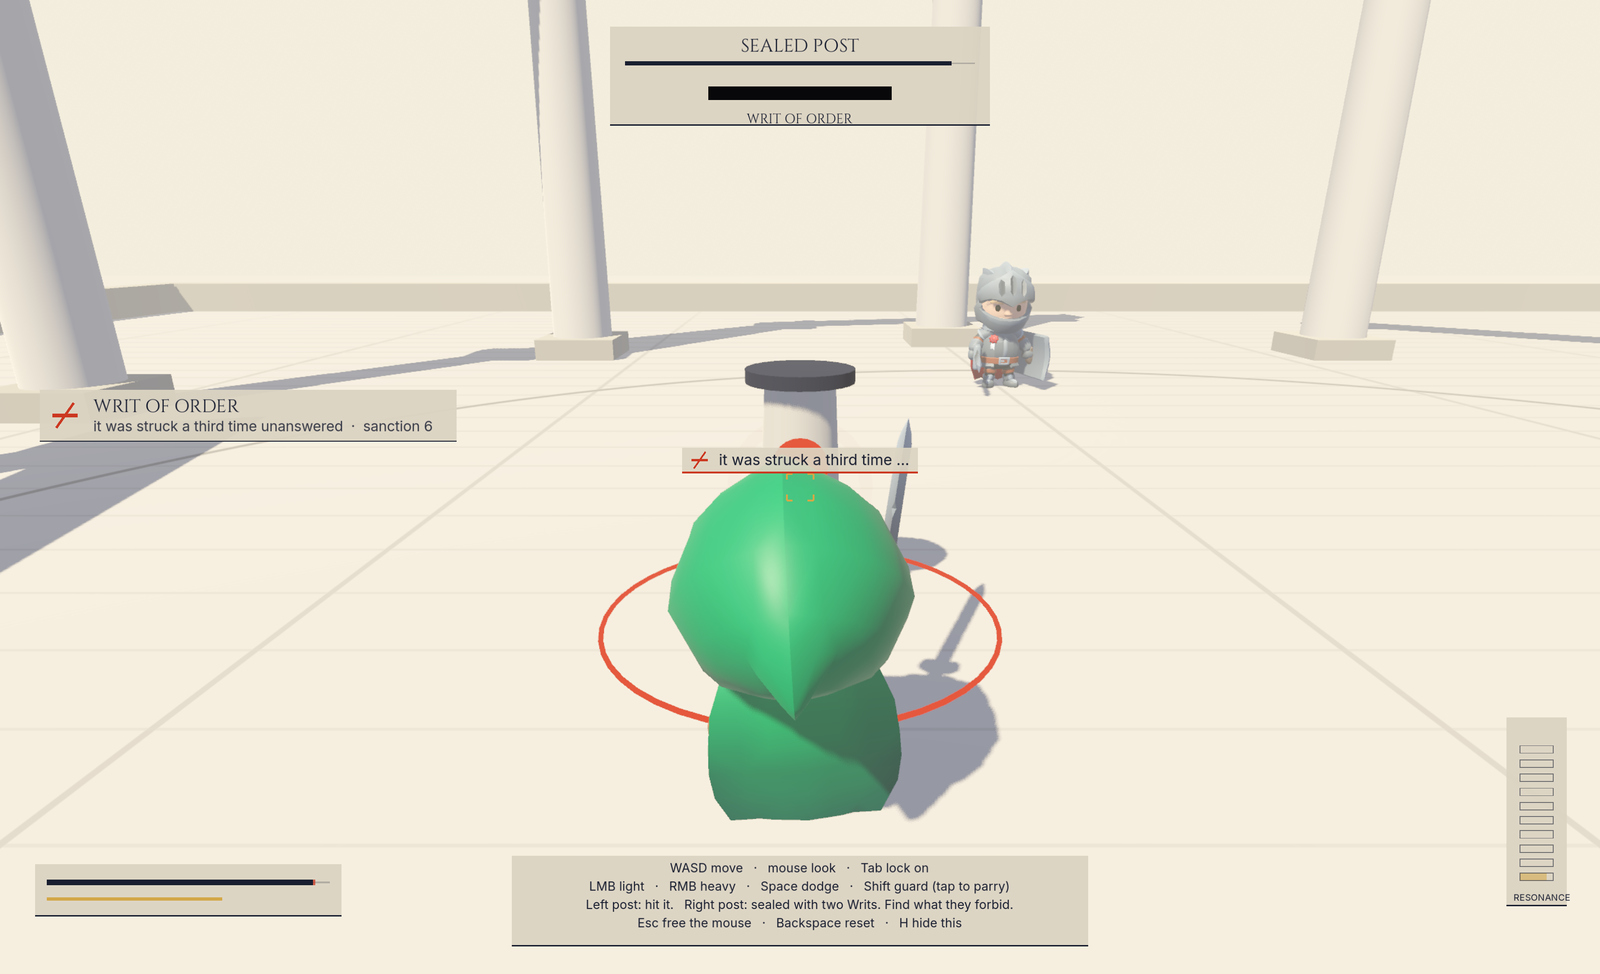 SEALED POST
WRIT OF ORDER
WRIT OF ORDER
it was struck a third time unanswered · sanction 6
it was struck a third time ...
RESONANCE
WASD move · mouse look · Tab lock on
LMB light · RMB heavy · Space dodge · Shift guard (tap to parry)
Left post: hit it. Right post: sealed with two Writs. Find what they forbid.
Esc free the mouse · Backspace reset · H hide this